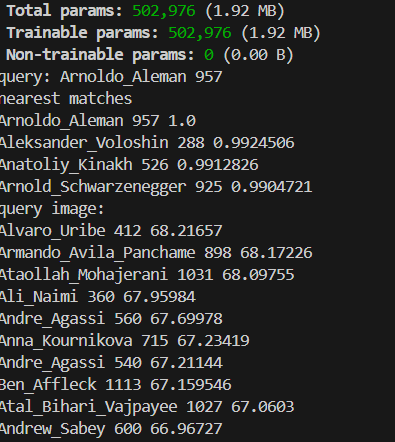 Total params: 502,976 (1.92 MB)
Trainable params: 502,976 (1.92 MB)
Non-trainable params: 0 (0.00 B)
query: Arnoldo_Aleman 957
nearest matches
Arnoldo_Aleman 957 1.0
Aleksander_Voloshin 288 0.9924506
Anatoliy_Kinakh 526 0.9912826
Arnold_Schwarzenegger 925 0.9904721
query image:
Alvaro_Uribe 412 68.21657
Armando_Avila_Panchame 898 68.17226
Ataollah_Mohajerani 1031 68.09755
Ali_Naimi 360 67.95984
Andre_Agassi 560 67.69978
Anna_Kournikova 715 67.23419
Andre_Agassi 540 67.21144
Ben_Affleck 1113 67.159546
Atal_Bihari_Vajpayee 1027 67.0603
Andrew_Sabey 600 66.96727